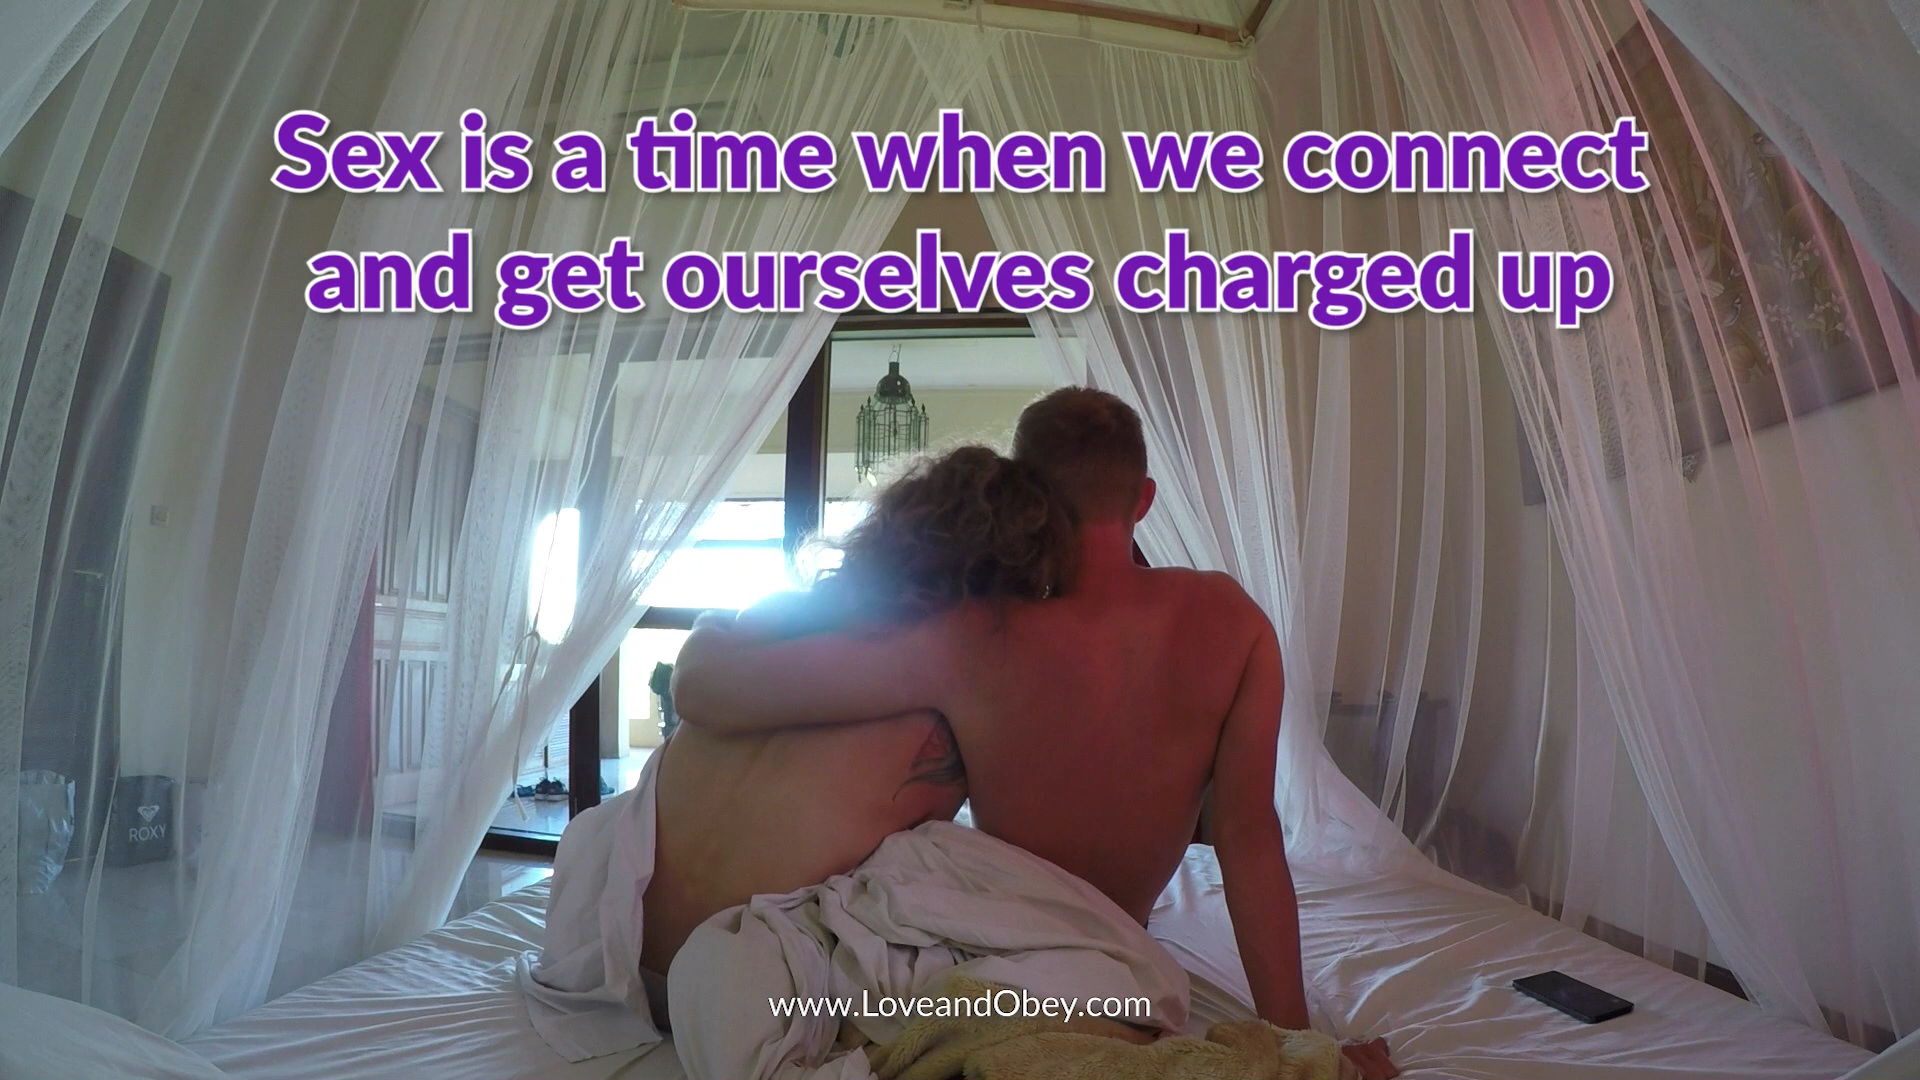 Sex is a time when we connect
and get ourselves charged up
ROXY
www.LoveandObey.com